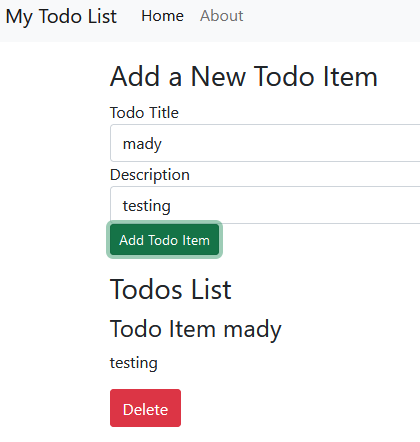 My Todo List Home About
Add a New Todo Item
Todo Title
mady
Description
testing
Add Todo Item
Todos List
Todo Item mady
testing
Delete